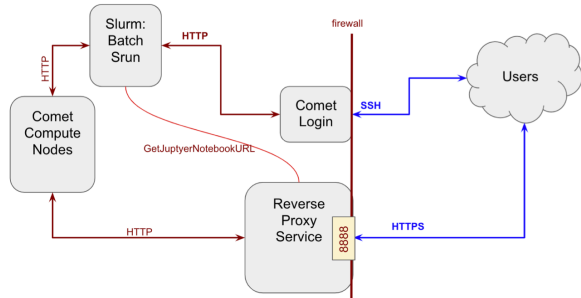 firewall
Slurm:
Batch
Srun
HTTP
HTTP
Comet
Login
SSH
Users
Comet
Compute
Nodes
GetJuptyerNotebookURL
Reverse
Proxy
Service
8888
HTTP
HTTPS